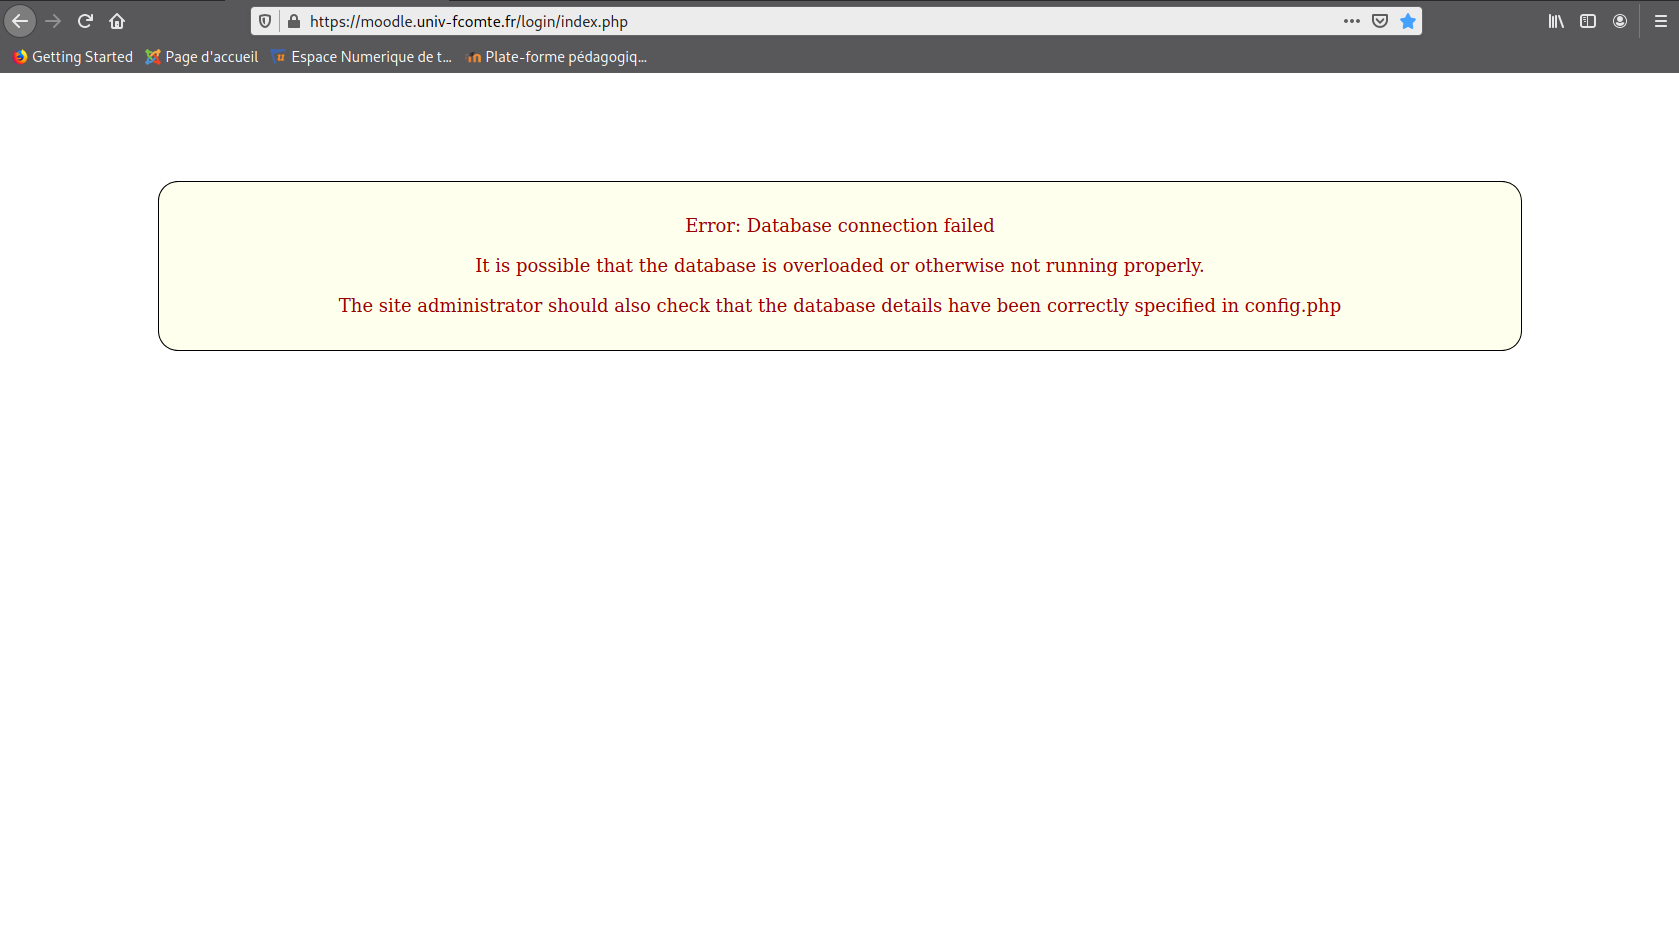 https://moodle.univ-fcomte.fr/login/index.php
Getting Started Page d'accueil Espace Numerique de t... Plate-forme pédagogiq...
Error: Database connection failed
It is possible that the database is overloaded or otherwise not running properly.
The site administrator should also check that the database details have been correctly specified in config.php